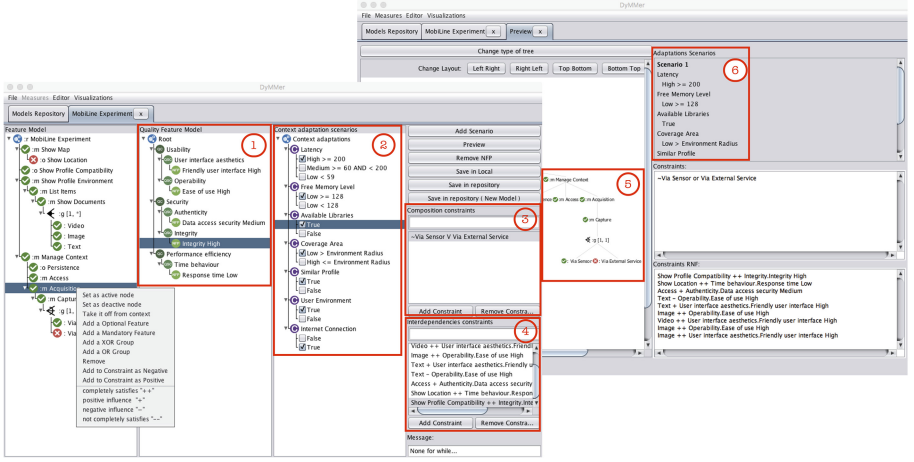 DyMMer
File Measures Editor Visualizations
Models Repository
MobiLine Experiment x
Preview x
Change type of tree
Change Layout:
Left Right
Right Left
Top Bottom
Bottom Top
Adaptations Scenarios
Scenario 1
Latency
High >= 200
Free Memory Level
Low >= 128
Available Libraries
True
Coverage Area
Low > Environment Radius
Similar Profile
6
Constraints:
~Via Sensor or Via External Service
Constraints RNF:
Show Profile Compatibility ++ Integrity.Integrity High
Show Location ++ Time behaviour.Response time Low
Access + Authenticity.Data access security Medium
Text - Operability.Ease of use High
Text + User interface aesthetics.Friendly user interface High
Image ++ Operability.Ease of use High
Video ++ User interface aesthetics.Friendly user interface High
Image ++ Operability.Ease of use High
Text + User interface aesthetics.Friendly user interface High
5
:m Manage Context
:m Access
:m Acquisition
:m Capture
:g [1, 1]
: Via Sensor
: Via External Service
DyMMer
File Measures Editor Visualizations
Models Repository
MobiLine Experiment x
Feature Model
:r MobiLine Experiment
:m Show Map
:o Show Location
:o Show Profile Compatibility
:m Show Profile Environment
:m List Items
:m Show Documents
:g [1, *]
: Video
: Image
: Text
:m Manage Context
:o Persistence
:m Access
:m Acquisition
:m Captur
:g [1,
: Via
: Via
Set as active node
Set as deactive node
Take it off from context
Add a Optional Feature
Add a Mandatory Feature
Add a XOR Group
Add a OR Group
Remove
Add to Constraint as Negative
Add to Constraint as Positive
completely satisfies "++"
positive influence "+"
negative influence "-"
not completely satisfies "--"
Quality Feature Model
Root
Usability
User interface aesthetics
Friendly user interface High
Operability
Ease of use High
Security
Authenticity
Data access security Medium
Integrity
Integrity High
Performance efficiency
Time behaviour
Response time Low
1
Context adaptation scenarios
Context adaptations
Latency
High >= 200
Medium >= 60 AND < 200
Low < 59
Free Memory Level
Low >= 128
Low < 128
Available Libraries
True
False
Coverage Area
Low > Environment Radius
High <= Environment Radius
Similar Profile
True
False
User Environment
True
False
Internet Connection
False
True
2
Add Scenario
Preview
Remove NFP
Save in Local
Save in repository
Save in repository ( New Model )
Composition constraints
3
~Via Sensor V Via External Service
Add Constraint
Remove Constra...
Interdependencies constraints
4
Video ++ User interface aesthetics.Friendl
Image ++ Operability.Ease of use High
Text + User interface aesthetics.Friendly u
Text - Operability.Ease of use High
Access + Authenticity.Data access security
Show Location ++ Time behaviour.Respon
Show Profile Compatibility ++ Integrity.Inte
Add Constraint
Remove Constra...
Message:
None for while...